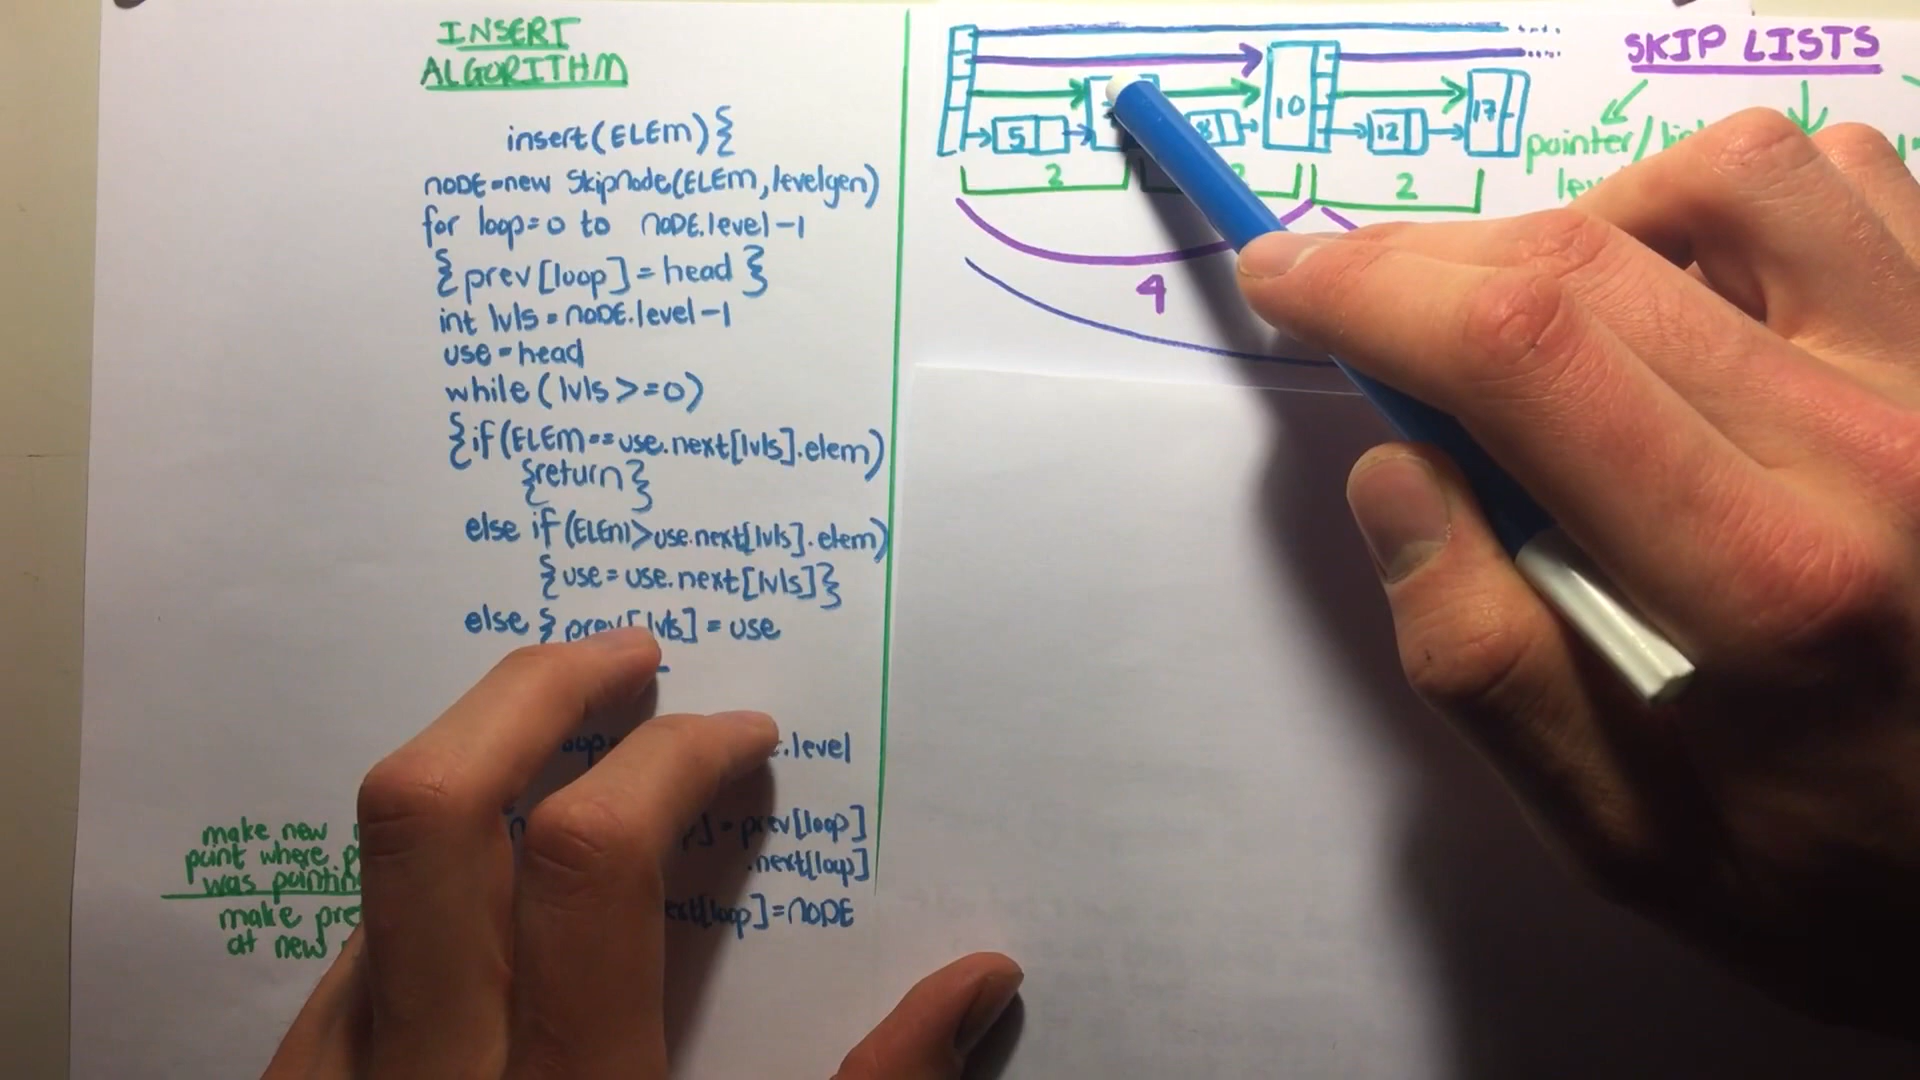 INSERT
ALGORITHM
insert(ELEM){
NODE=new SkipNode(ELEM,levelgen)
for loop=0 to NODE.level-1
{prev[loop]=head}
int lvls=NODE.level-1
use=head
while(lvls>=0)
{if(ELEM==use.next[lvls].elem)
{return}
else if(ELEM>use.next[lvls].elem)
{use=use.next[lvls]}
else {prev[lvls]=use
.level
make new
point where
was pointing
=prev[loop]
.next[loop]
make
at new
[loop]=NODE
SKIP LISTS
5
8
10
12
17
pointer/
2
2
4